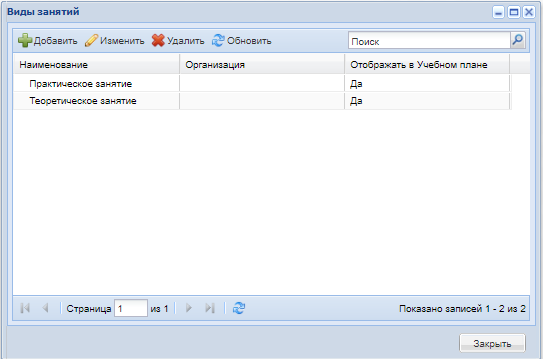 Виды занятий
Добавить Изменить Удалить Обновить Поиск
Наименование Организация Отображать в Учебном плане
Практическое занятие Да
Теоретическое занятие Да
Страница 1 из 1 Показано записей 1 - 2 из 2
Закрыть